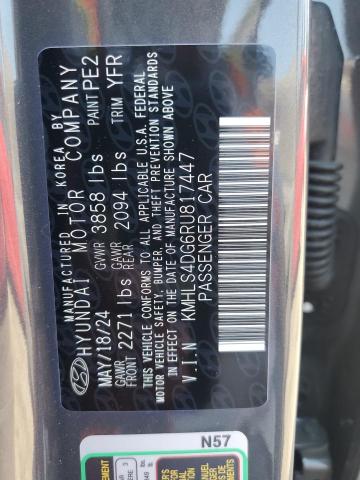 MANUFACTURED BY
IN KOREA BY
HYUNDAI MOTOR COMPANY
MAY/18/24 GVWR 3858 lbs PAINT PE2
GAWR FRONT 2271 lbs GAWR REAR 2094 lbs TRIM YFR
THIS VEHICLE CONFORMS TO ALL APPLICABLE U.S.A. FEDERAL
MOTOR VEHICLE SAFETY, BUMPER, AND THEFT PREVENTION STANDARDS
IN EFFECT ON THE DATE OF MANUFACTURE SHOWN ABOVE
V.I.N KMHLS4DG6RU817447
PASSENGER CAR
N57